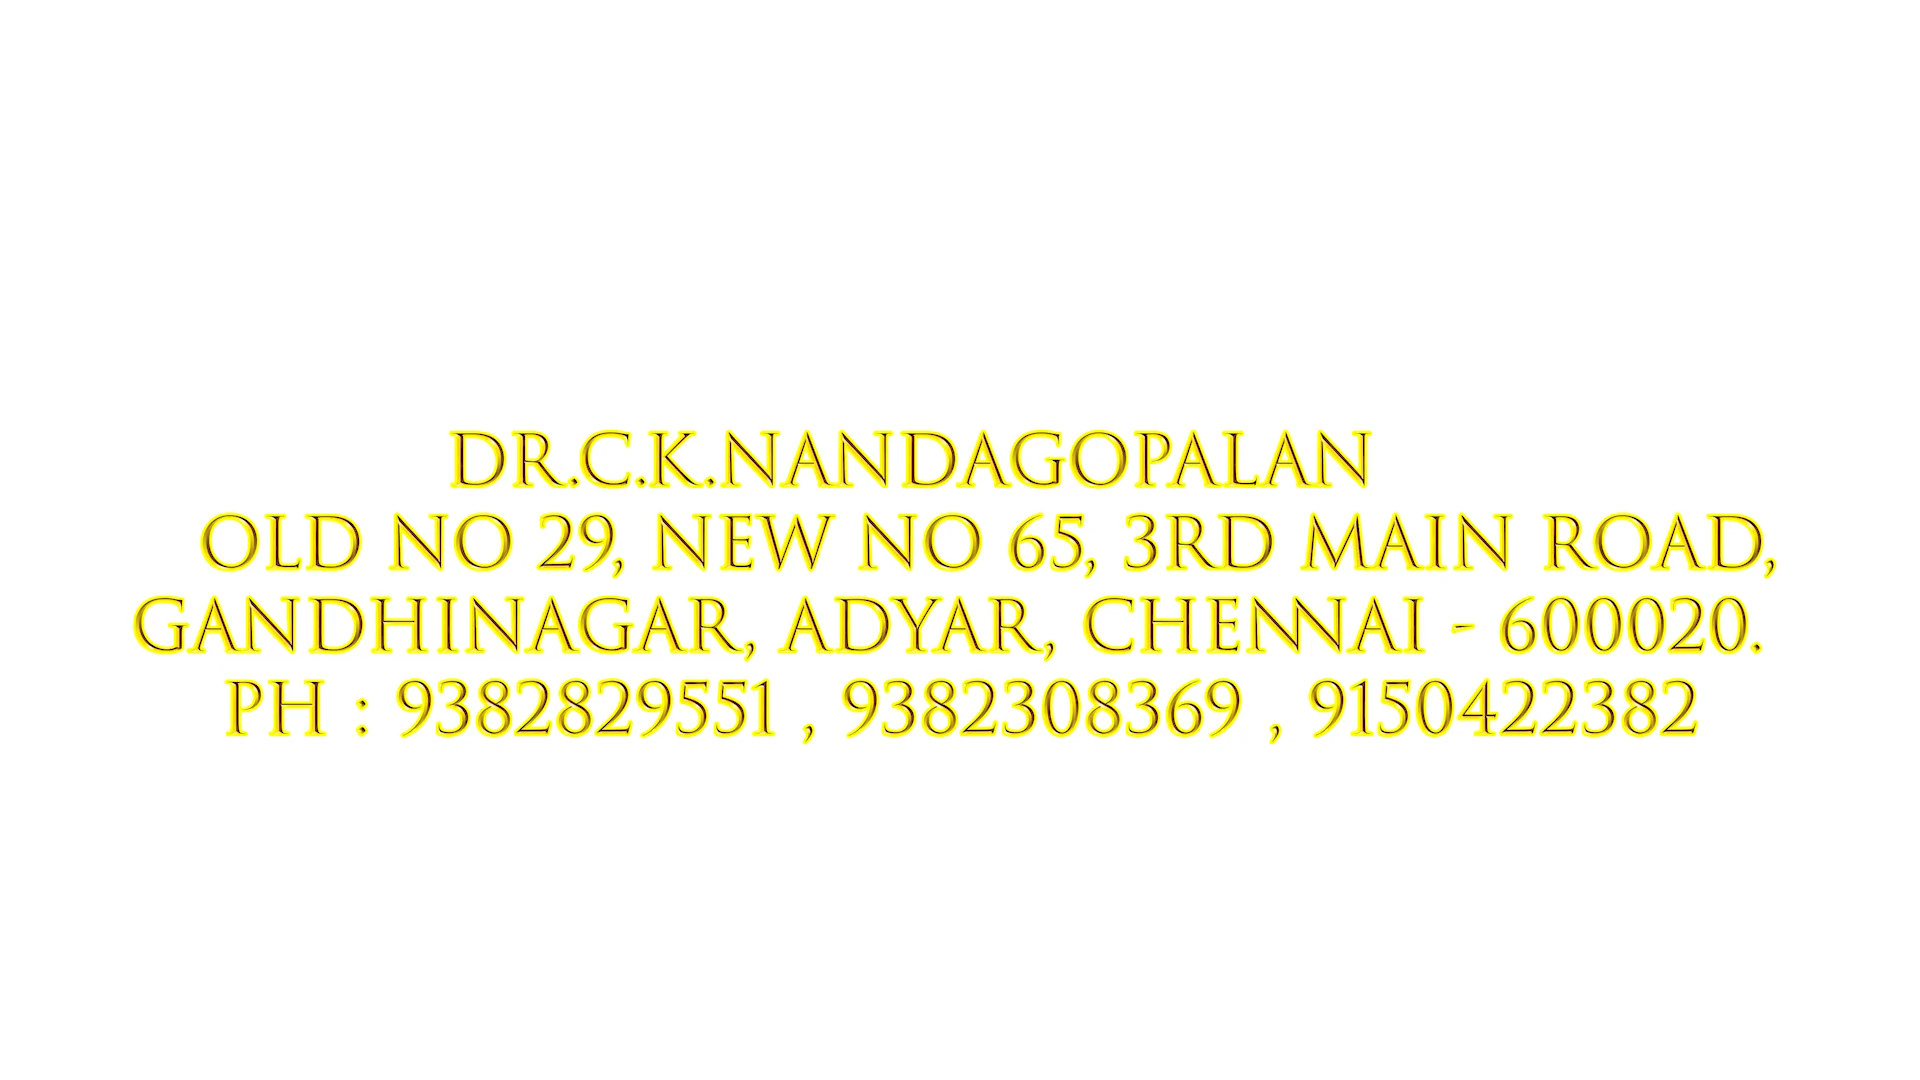 DR.C.K.NANDAGOPALAN
OLD NO 29, NEW NO 65, 3RD MAIN ROAD,
GANDHINAGAR, ADYAR, CHENNAI - 600020.
PH : 9382829551 , 9382308369 , 9150422382